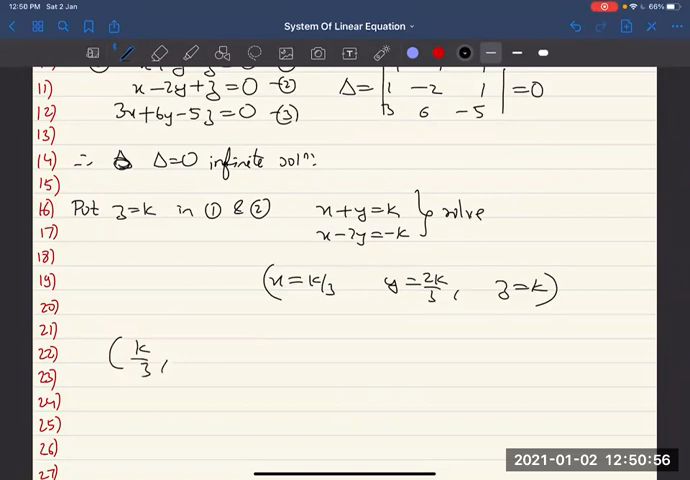 12:50 PM Sat 2 Jan 66%
System Of Linear Equation
11) x-2y+z=0 -(2) Δ= | 1 -2 1 | =0
12) 3x+6y-5z=0 -(3) 3 6 -5
13)
14) ∴ Δ=0 infinite soln:
15)
16) Put z=k in ① & ② x+y=k } solve
17) x-2y=-k
18)
19) (x=k/3 y=2k/3, z=k)
20)
21)
22) (k/3,
23)
24)
25)
26)
27)
2021-01-02 12:50:56